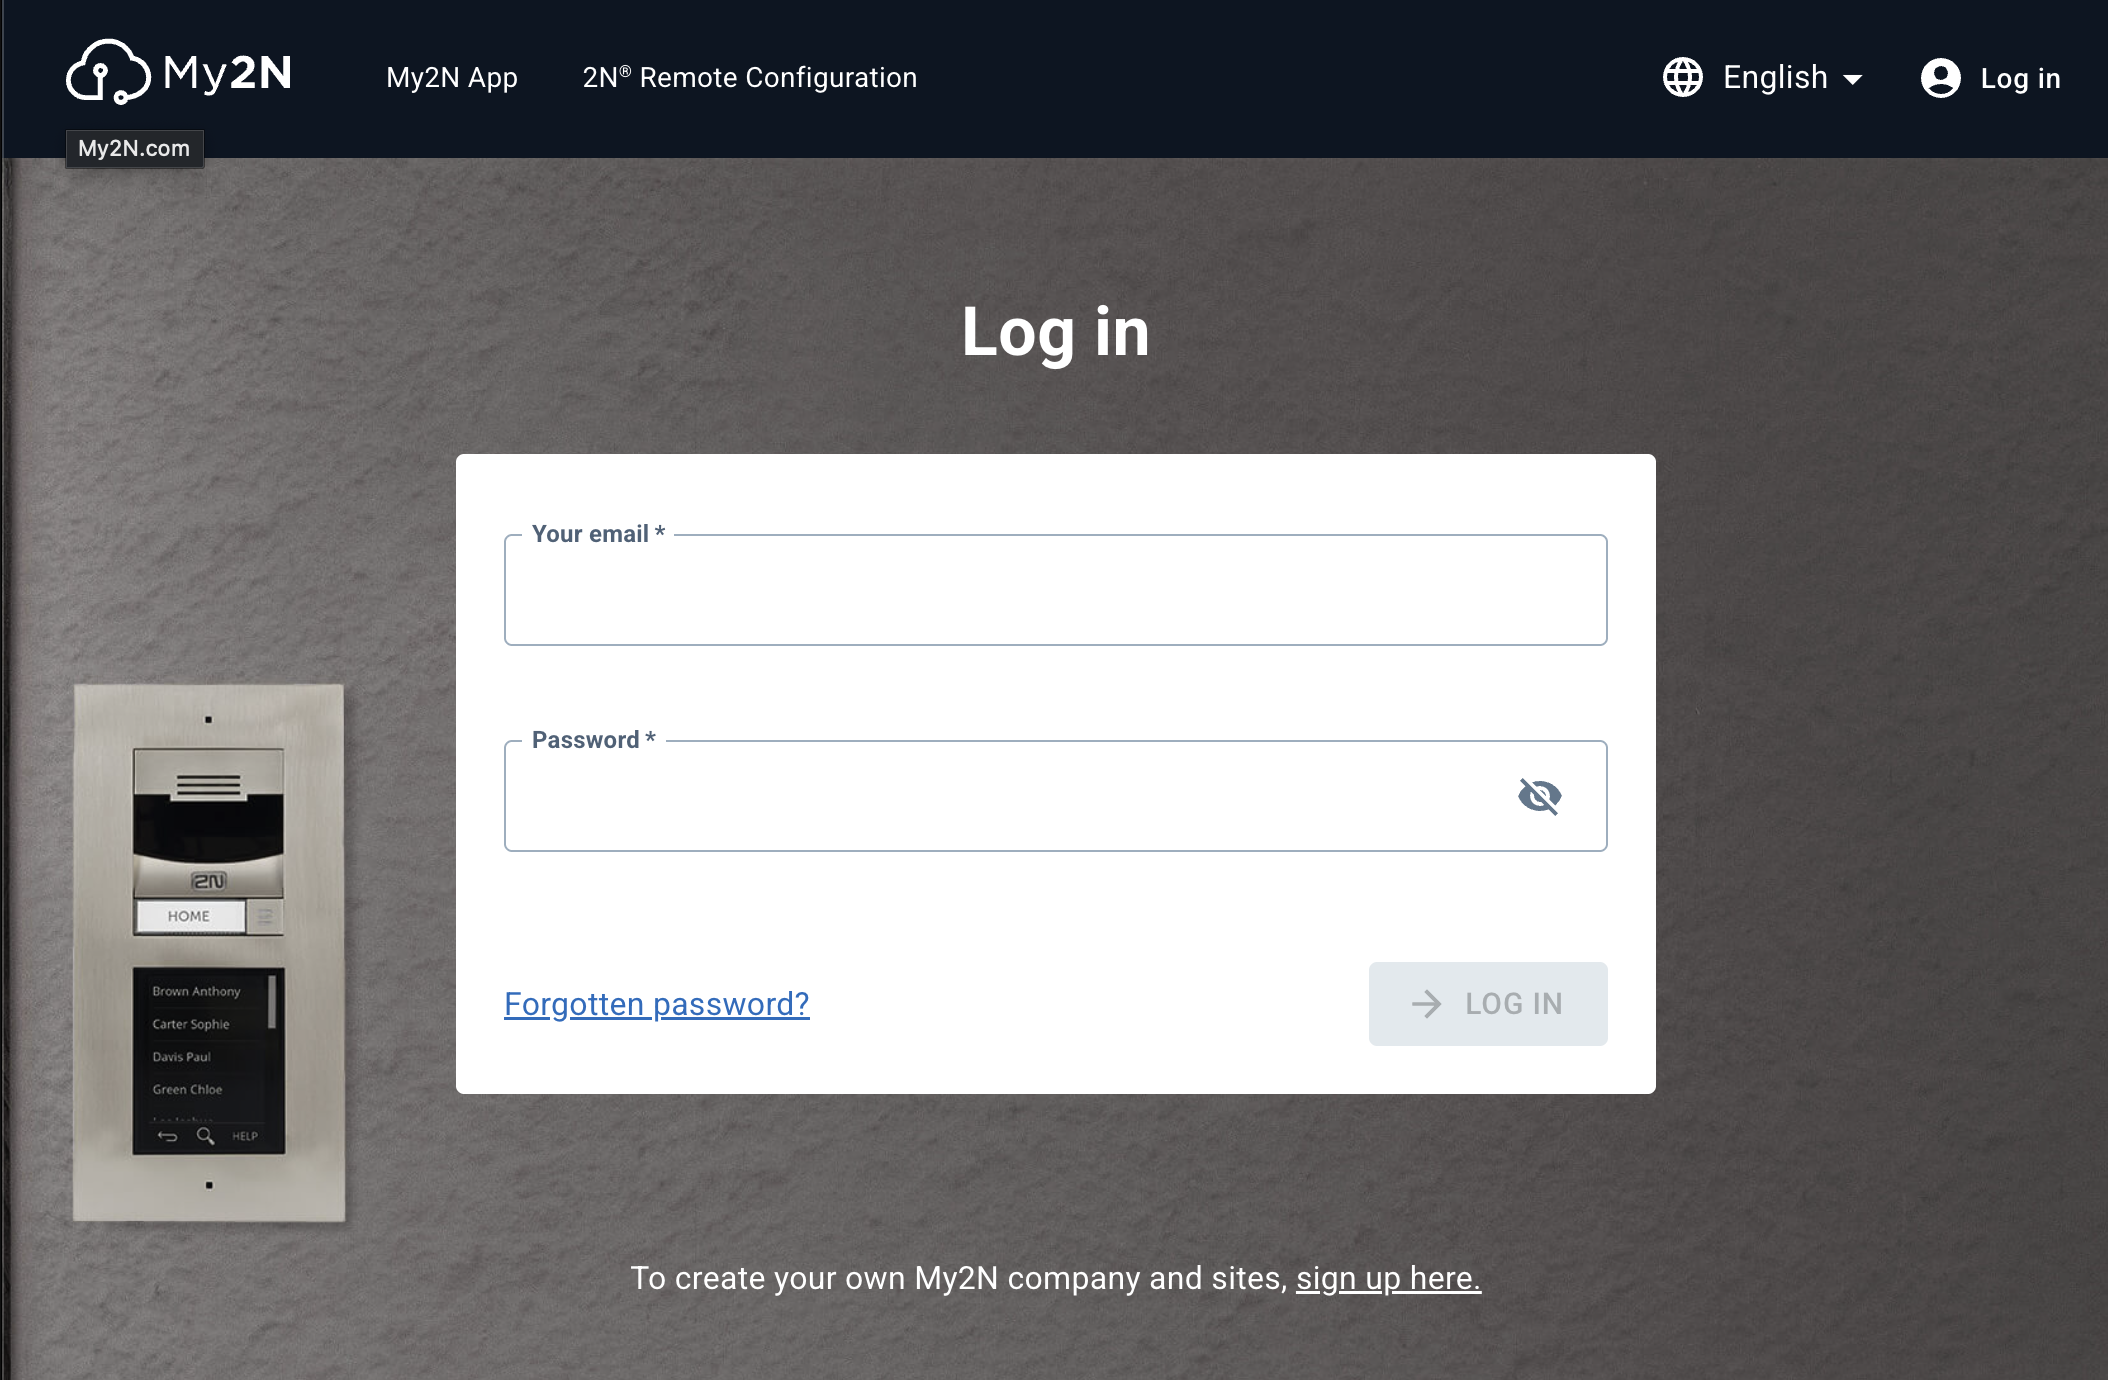 My2N
My2N App
2N® Remote Configuration
English
Log in
My2N.com
Log in
Your email *
Password *
Forgotten password?
LOG IN
2N
HOME
Brown Anthony
Carter Sophie
Davis Paul
Green Chloe
HELP
To create your own My2N company and sites, sign up here.